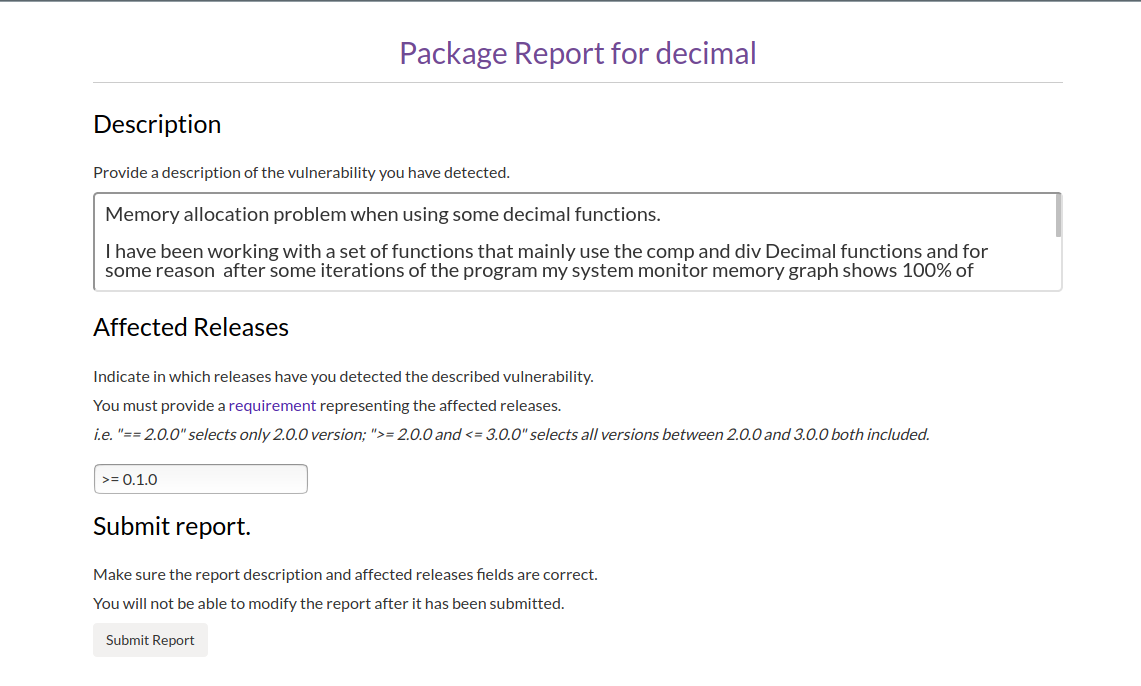 Package Report for decimal
Description
Provide a description of the vulnerability you have detected.
Memory allocation problem when using some decimal functions.
I have been working with a set of functions that mainly use the comp and div Decimal functions and for
some reason  after some iterations of the program my system monitor memory graph shows 100% of
Affected Releases
Indicate in which releases have you detected the described vulnerability.
You must provide a requirement representing the affected releases.
i.e. "== 2.0.0" selects only 2.0.0 version; ">= 2.0.0 and <= 3.0.0" selects all versions between 2.0.0 and 3.0.0 both included.
>= 0.1.0
Submit report.
Make sure the report description and affected releases fields are correct.
You will not be able to modify the report after it has been submitted.
Submit Report